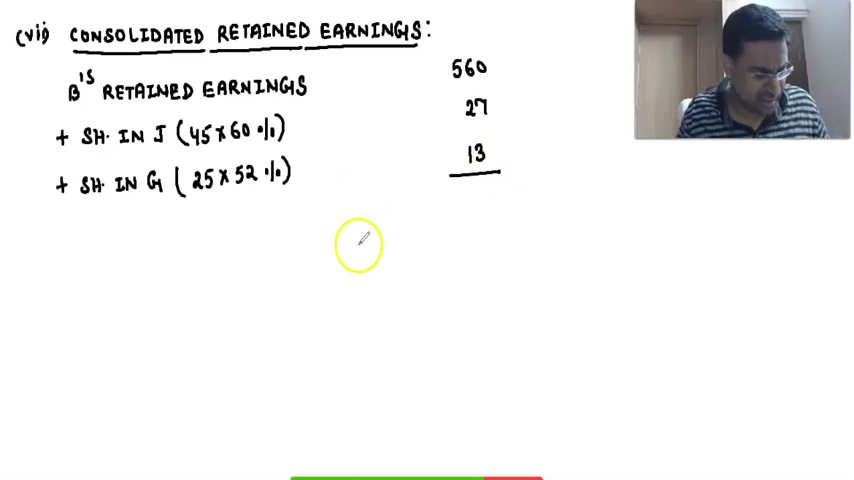 (vii) CONSOLIDATED RETAINED EARNINGS:
B'S RETAINED EARNINGS 560
+ SH. IN J (45 x 60 %) 27
+ SH. IN G (25 x 52 %) 13